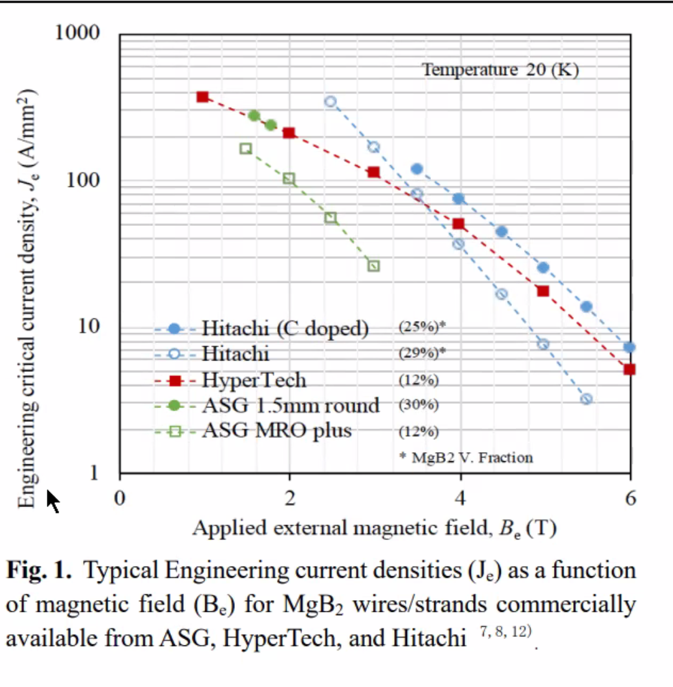 1000
Temperature 20 (K)
100
10
1
Engineering critical current density, Je (A/mm²)
Hitachi (C doped) (25%)*
Hitachi (29%)*
HyperTech (12%)
ASG 1.5mm round (30%)
ASG MRO plus (12%)
* MgB2 V. Fraction
0 2 4 6
Applied external magnetic field, Be (T)
Fig. 1. Typical Engineering current densities (Je) as a function
of magnetic field (Be) for MgB₂ wires/strands commercially
available from ASG, HyperTech, and Hitachi 7, 8, 12).